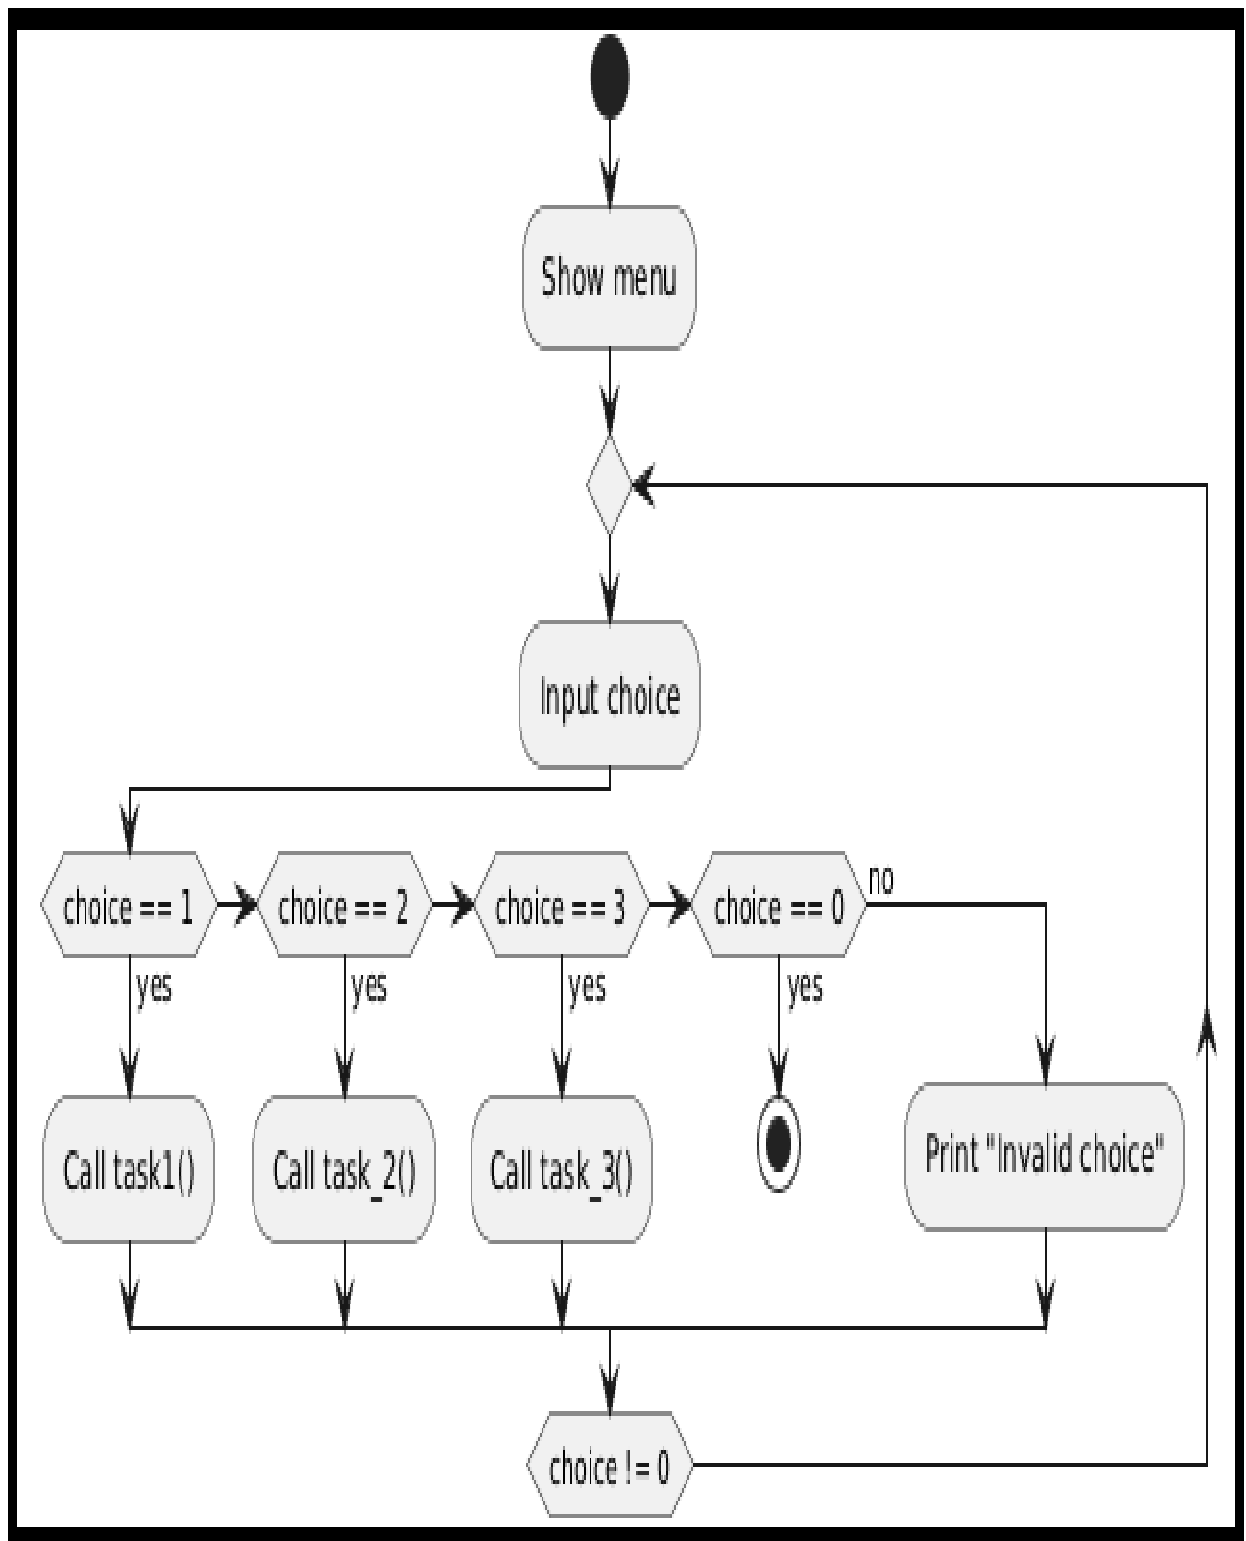 Show menu
Input choice
choice == 1
choice == 2
choice == 3
choice == 0
no
yes
yes
yes
yes
Call task1()
Call task_2()
Call task_3()
Print "Invalid choice"
choice != 0